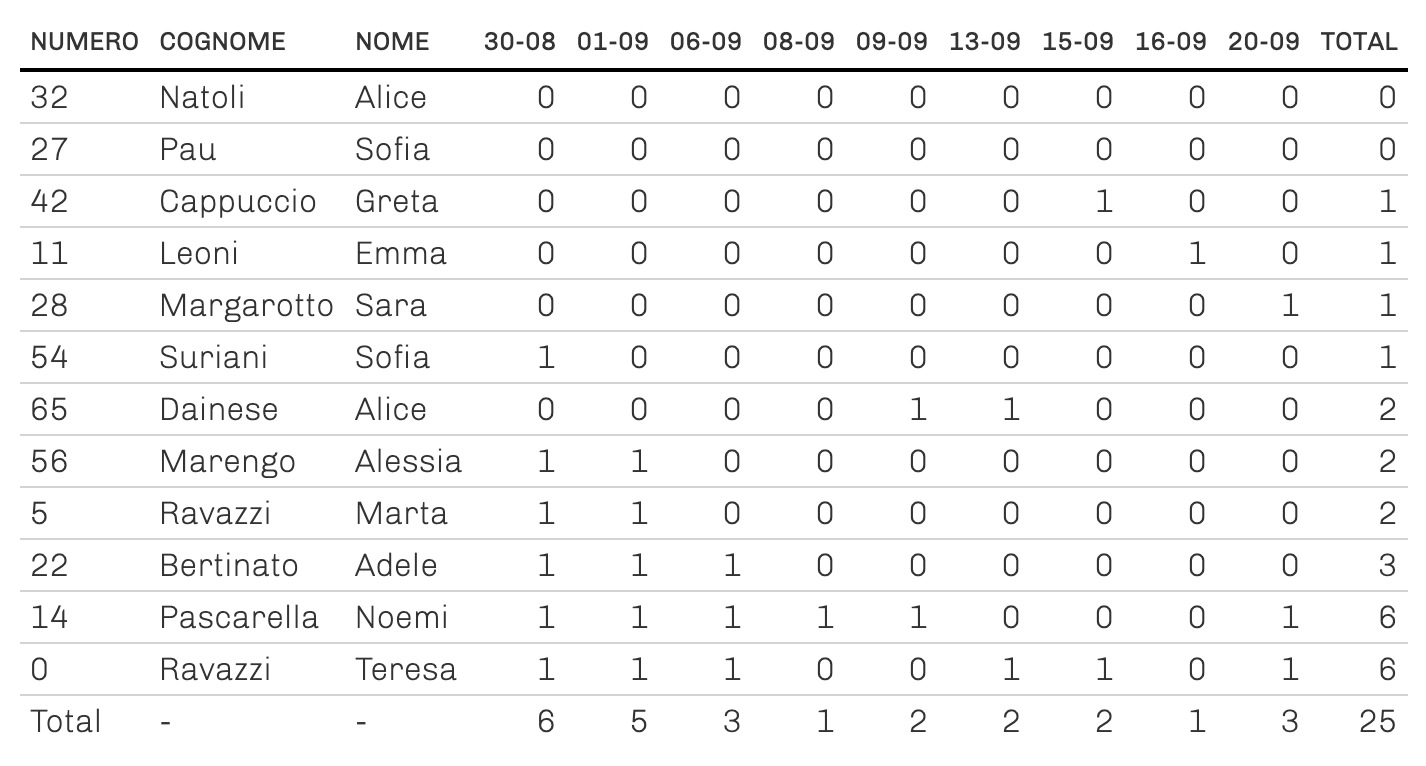 NUMERO COGNOME NOME 30-08 01-09 06-09 08-09 09-09 13-09 15-09 16-09 20-09 TOTAL
32 Natoli Alice 0 0 0 0 0 0 0 0 0 0
27 Pau Sofia 0 0 0 0 0 0 0 0 0 0
42 Cappuccio Greta 0 0 0 0 0 0 1 0 0 1
11 Leoni Emma 0 0 0 0 0 0 0 1 0 1
28 Margarotto Sara 0 0 0 0 0 0 0 0 1 1
54 Suriani Sofia 1 0 0 0 0 0 0 0 0 1
65 Dainese Alice 0 0 0 0 1 1 0 0 0 2
56 Marengo Alessia 1 1 0 0 0 0 0 0 0 2
5 Ravazzi Marta 1 1 0 0 0 0 0 0 0 2
22 Bertinato Adele 1 1 1 0 0 0 0 0 0 3
14 Pascarella Noemi 1 1 1 1 1 0 0 0 1 6
0 Ravazzi Teresa 1 1 1 0 0 1 1 0 1 6
Total - - 6 5 3 1 2 2 2 1 3 25